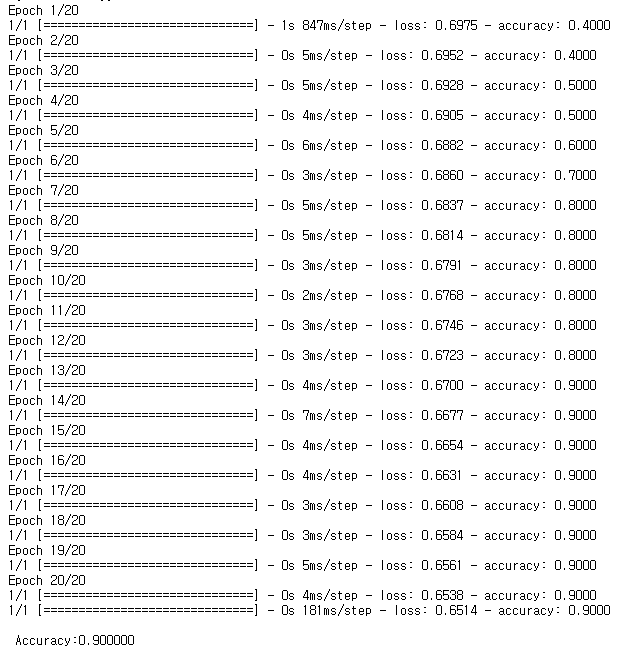 Epoch 1/20
1/1 [==============================] - 1s 847ms/step - loss: 0.6975 - accuracy: 0.4000
Epoch 2/20
1/1 [==============================] - 0s 5ms/step - loss: 0.6952 - accuracy: 0.4000
Epoch 3/20
1/1 [==============================] - 0s 5ms/step - loss: 0.6928 - accuracy: 0.5000
Epoch 4/20
1/1 [==============================] - 0s 4ms/step - loss: 0.6905 - accuracy: 0.5000
Epoch 5/20
1/1 [==============================] - 0s 6ms/step - loss: 0.6882 - accuracy: 0.6000
Epoch 6/20
1/1 [==============================] - 0s 3ms/step - loss: 0.6860 - accuracy: 0.7000
Epoch 7/20
1/1 [==============================] - 0s 5ms/step - loss: 0.6837 - accuracy: 0.8000
Epoch 8/20
1/1 [==============================] - 0s 5ms/step - loss: 0.6814 - accuracy: 0.8000
Epoch 9/20
1/1 [==============================] - 0s 3ms/step - loss: 0.6791 - accuracy: 0.8000
Epoch 10/20
1/1 [==============================] - 0s 2ms/step - loss: 0.6768 - accuracy: 0.8000
Epoch 11/20
1/1 [==============================] - 0s 3ms/step - loss: 0.6746 - accuracy: 0.8000
Epoch 12/20
1/1 [==============================] - 0s 3ms/step - loss: 0.6723 - accuracy: 0.8000
Epoch 13/20
1/1 [==============================] - 0s 4ms/step - loss: 0.6700 - accuracy: 0.9000
Epoch 14/20
1/1 [==============================] - 0s 7ms/step - loss: 0.6677 - accuracy: 0.9000
Epoch 15/20
1/1 [==============================] - 0s 4ms/step - loss: 0.6654 - accuracy: 0.9000
Epoch 16/20
1/1 [==============================] - 0s 4ms/step - loss: 0.6631 - accuracy: 0.9000
Epoch 17/20
1/1 [==============================] - 0s 3ms/step - loss: 0.6608 - accuracy: 0.9000
Epoch 18/20
1/1 [==============================] - 0s 3ms/step - loss: 0.6584 - accuracy: 0.9000
Epoch 19/20
1/1 [==============================] - 0s 5ms/step - loss: 0.6561 - accuracy: 0.9000
Epoch 20/20
1/1 [==============================] - 0s 4ms/step - loss: 0.6538 - accuracy: 0.9000
1/1 [==============================] - 0s 181ms/step - loss: 0.6514 - accuracy: 0.9000
Accuracy:0.900000